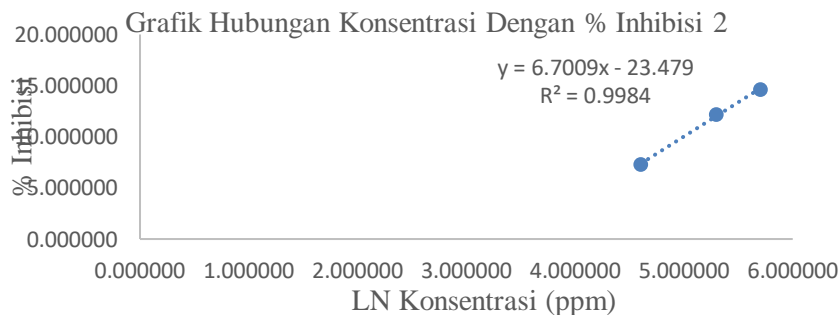 Grafik Hubungan Konsentrasi Dengan % Inhibisi 2
y = 6.7009x - 23.479
R² = 0.9984
% Inhibisi
20.000000
15.000000
10.000000
5.000000
0.000000
0.000000 1.000000 2.000000 3.000000 4.000000 5.000000 6.000000
LN Konsentrasi (ppm)